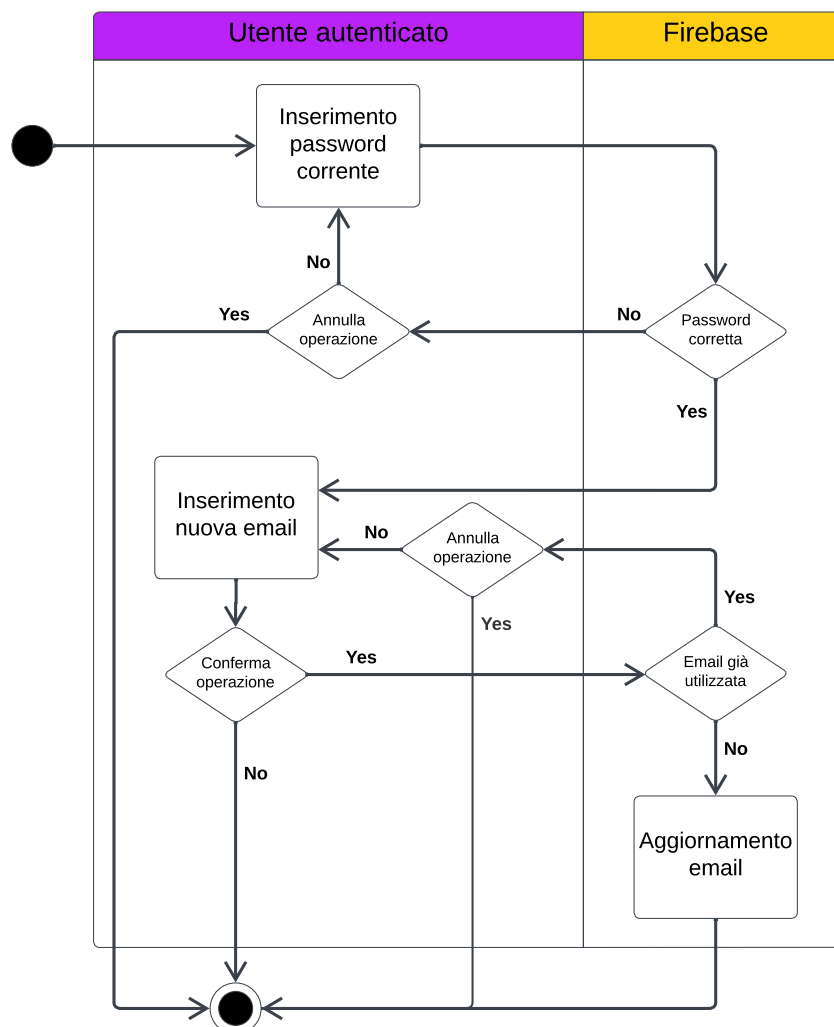 Utente autenticato
Firebase
Inserimento
password
corrente
No
Yes
Annulla
operazione
No
Password
corretta
Yes
Inserimento
nuova email
No
Annulla
operazione
Yes
Yes
Conferma
operazione
Yes
Email già
utilizzata
No
No
Aggiornamento
email